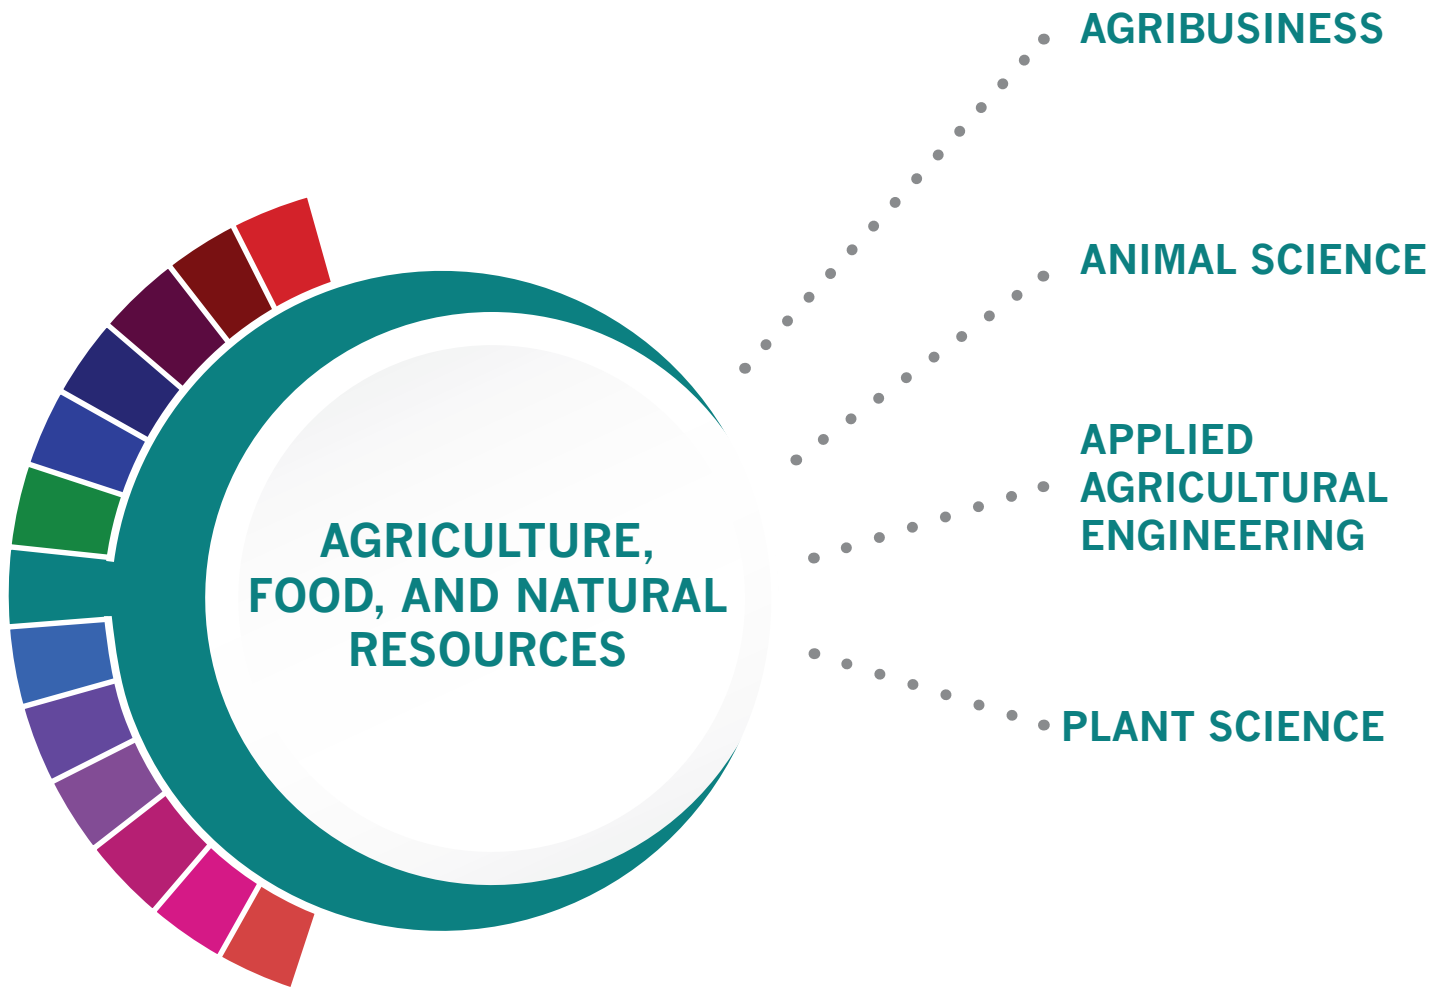 AGRIBUSINESS
ANIMAL SCIENCE
APPLIED
AGRICULTURAL
ENGINEERING
AGRICULTURE,
FOOD, AND NATURAL
RESOURCES
PLANT SCIENCE